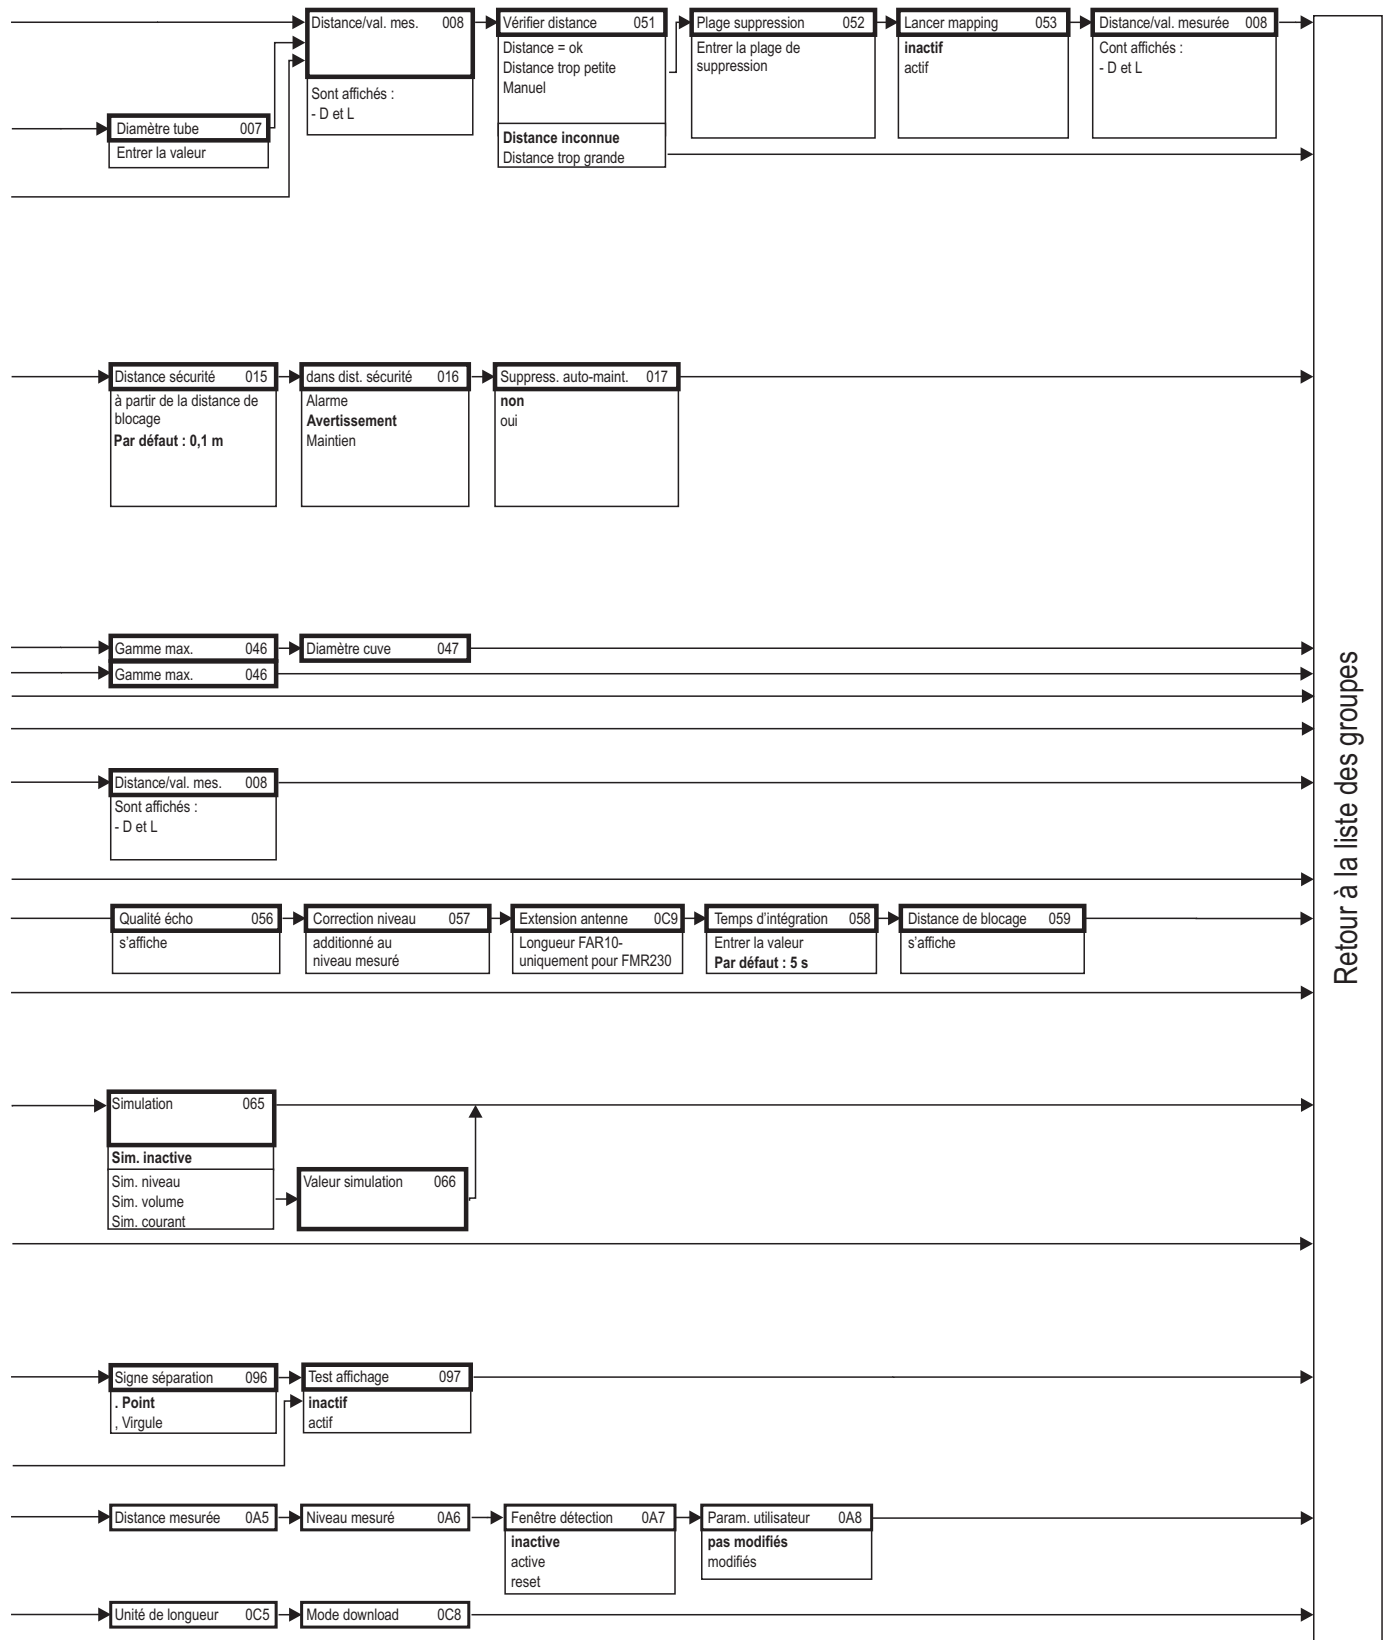 Distance/val. mes. 008
Sont affichés :
- D et L
Vérifier distance 051
Distance = ok
Distance trop petite
Manuel
Distance inconnue
Distance trop grande
Plage suppression 052
Entrer la plage de
suppression
Lancer mapping 053
inactif
actif
Distance/val. mesurée 008
Cont affichés :
- D et L
Diamètre tube 007
Entrer la valeur
Distance sécurité 015
à partir de la distance de
blocage
Par défaut : 0,1 m
dans dist. sécurité 016
Alarme
Avertissement
Maintien
Suppress. auto-maint. 017
non
oui
Gamme max. 046
Diamètre cuve 047
Gamme max. 046
Distance/val. mes. 008
Sont affichés :
- D et L
Qualité écho 056
s'affiche
Correction niveau 057
additionné au
niveau mesuré
Extension antenne 0C9
Longueur FAR10-
uniquement pour FMR230
Temps d'intégration 058
Entrer la valeur
Par défaut : 5 s
Distance de blocage 059
s'affiche
Simulation 065
Sim. inactive
Sim. niveau
Sim. volume
Sim. courant
Valeur simulation 066
Signe séparation 096
. Point
, Virgule
Test affichage 097
inactif
actif
Distance mesurée 0A5
Niveau mesuré 0A6
Fenêtre détection 0A7
inactive
active
reset
Param. utilisateur 0A8
pas modifiés
modifiés
Unité de longueur 0C5
Mode download 0C8
Retour à la liste des groupes